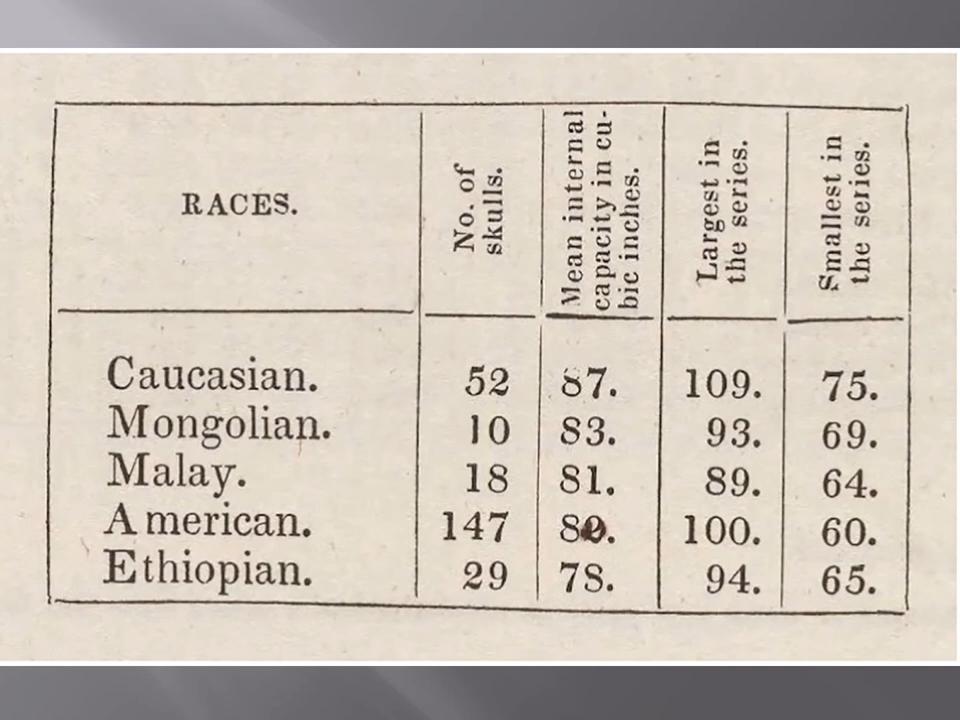 RACES.
No. of
skulls.
Mean internal
capacity in cu-
bic inches.
Largest in
the series.
Smallest in
the series.
Caucasian. 52 87. 109. 75.
Mongolian. 10 83. 93. 69.
Malay. 18 81. 89. 64.
American. 147 100. 60.
Ethiopian. 29 78. 94. 65.